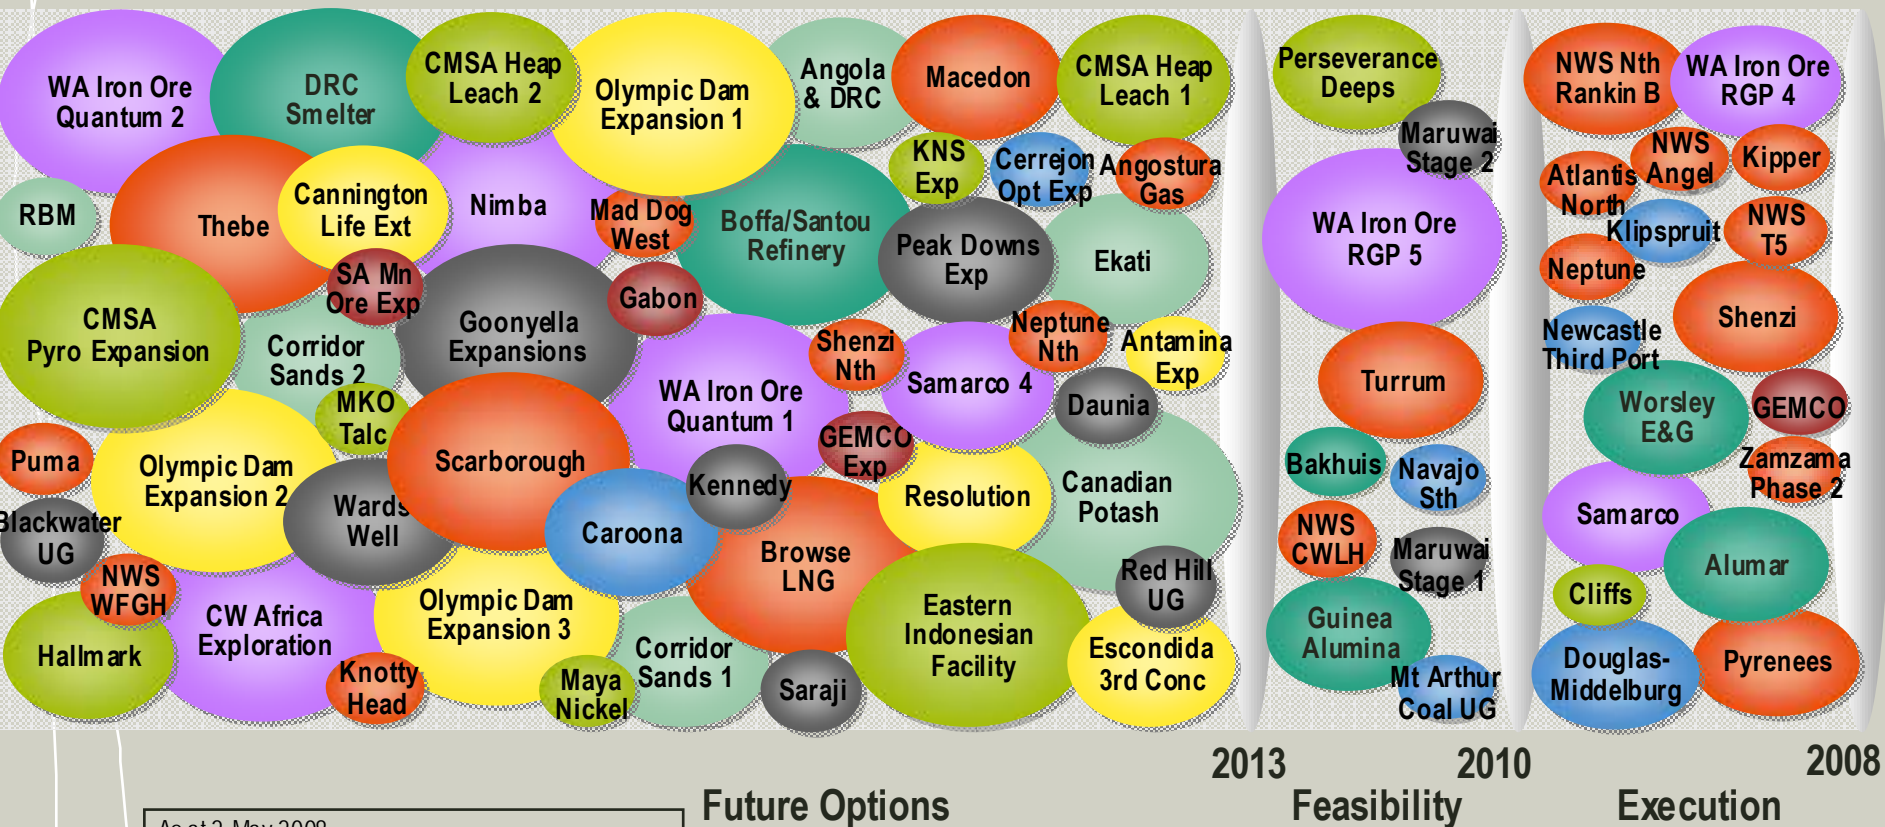 WA Iron Ore
Quantum 2
DRC
Smelter
CMSA Heap
Leach 2
Olympic Dam
Expansion 1
Angola
& DRC
Macedon
CMSA Heap
Leach 1
RBM
Thebe
Cannington
Life Ext
Nimba
Mad Dog
West
Boffa/Santou
Refinery
KNS
Exp
Cerrejon
Opt Exp
Angostura
Gas
Peak Downs
Exp
Ekati
CMSA
Pyro Expansion
SA Mn
Ore Exp
Corridor
Sands 2
Goonyella
Expansions
Gabon
WA Iron Ore
Quantum 1
Shenzi
Nth
Samarco 4
Neptune
Nth
Antamina
Exp
Daunia
MKO
Talc
Puma
Olympic Dam
Expansion 2
Scarborough
GEMCO
Exp
Kennedy
Resolution
Canadian
Potash
Blackwater
UG
Wards
Well
Caroona
Browse
LNG
NWS
WFGH
Hallmark
CW Africa
Exploration
Knotty
Head
Olympic Dam
Expansion 3
Maya
Nickel
Corridor
Sands 1
Saraji
Eastern
Indonesian
Facility
Red Hill
UG
Escondida
3rd Conc
Perseverance
Deeps
Maruwai
Stage 2
WA Iron Ore
RGP 5
Turrum
Bakhuis
Navajo
Sth
NWS
CWLH
Maruwai
Stage 1
Guinea
Alumina
Mt Arthur
Coal UG
NWS Nth
Rankin B
WA Iron Ore
RGP 4
Atlantis
North
NWS
Angel
Kipper
Klipspruit
NWS
T5
Neptune
Newcastle
Third Port
Shenzi
Worsley
E&G
GEMCO
Zamzama
Phase 2
Samarco
Alumar
Cliffs
Douglas-
Middelburg
Pyrenees
2013
2010
2008
Future Options
Feasibility
Execution
As at 2 May 2008